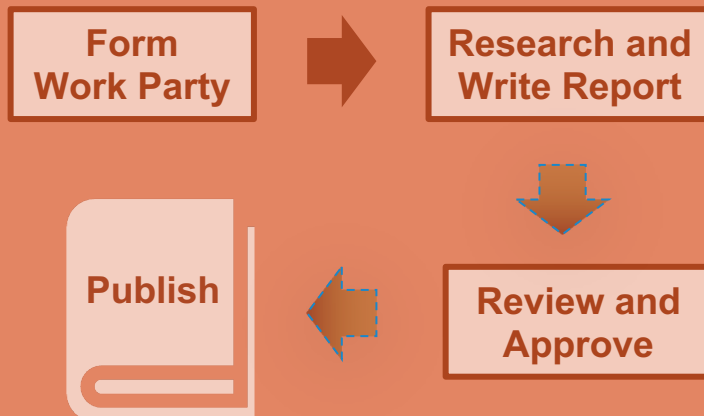 Form
Work Party
Research and
Write Report
Review and
Approve
Publish